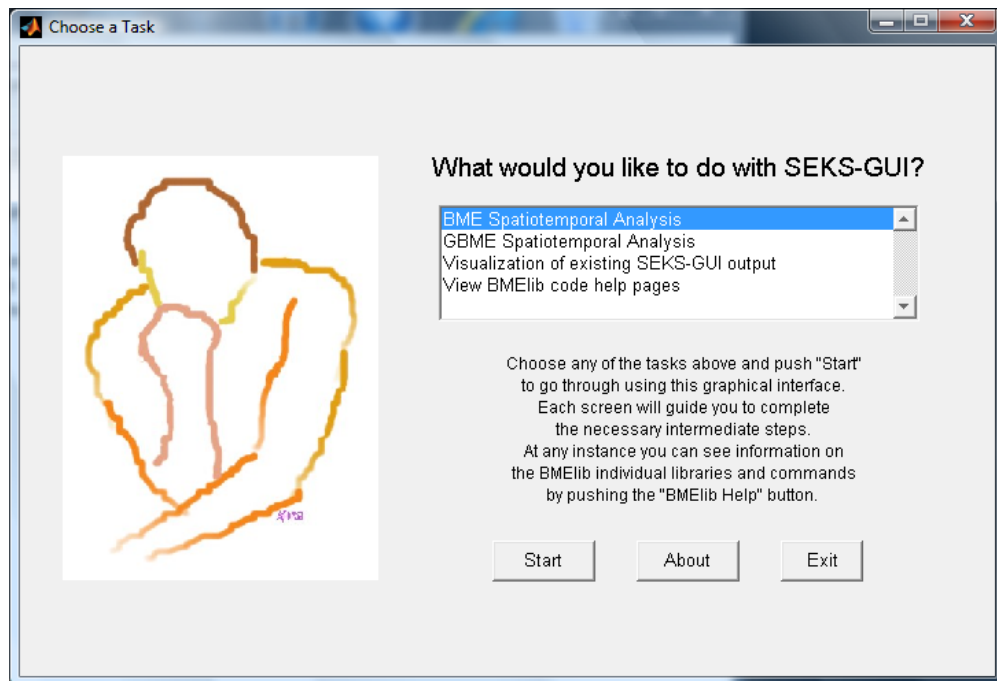 Choose a Task
What would you like to do with SEKS-GUI?
BME Spatiotemporal Analysis
GBME Spatiotemporal Analysis
Visualization of existing SEKS-GUI output
View BMElib code help pages
Choose any of the tasks above and push "Start"
to go through using this graphical interface.
Each screen will guide you to complete
the necessary intermediate steps.
At any instance you can see information on
the BMElib individual libraries and commands
by pushing the "BMElib Help" button.
Start
About
Exit